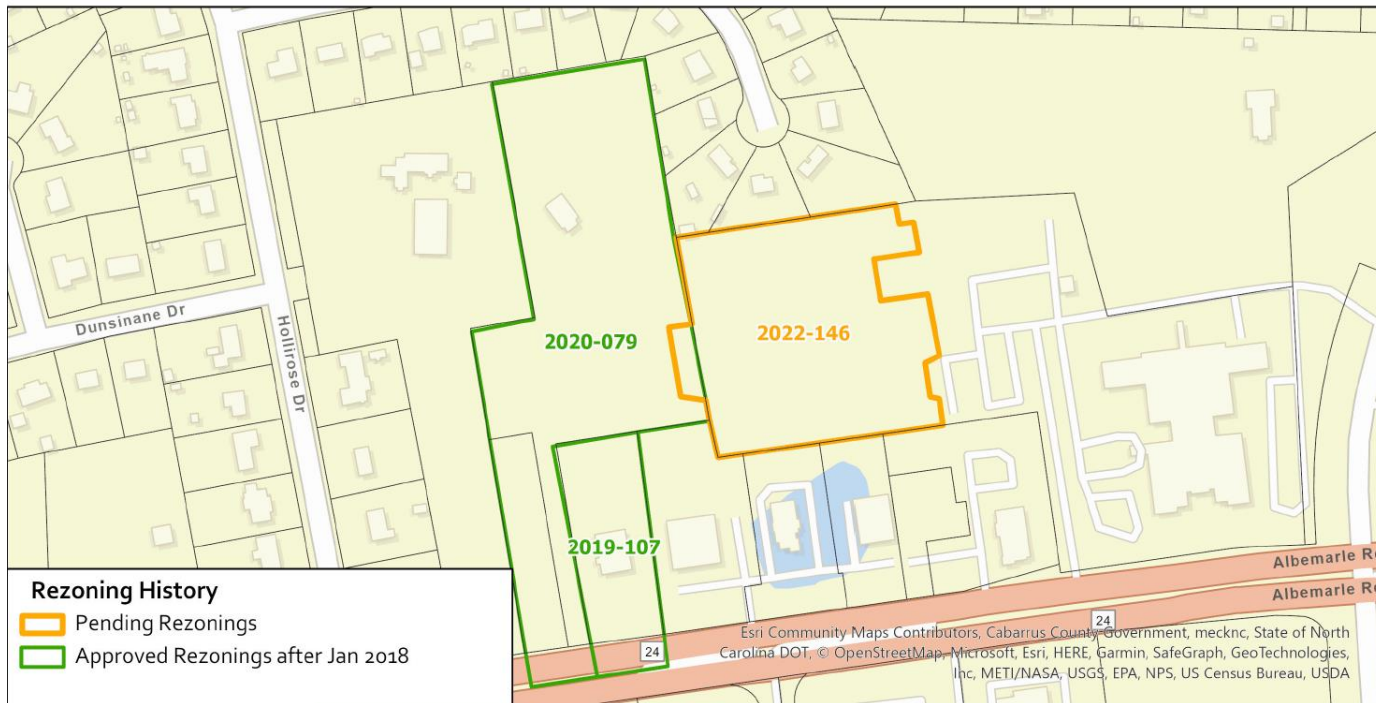 Dunsinane Dr
Hollirose Dr
2020-079
2022-146
2019-107
Albemarle Ro
Albemarle Ro
24
24
Rezoning History
Pending Rezonings
Approved Rezonings after Jan 2018
Esri Community Maps Contributors, Cabarrus County Government, mecknc, State of North
Carolina DOT, © OpenStreetMap, Microsoft, Esri, HERE, Garmin, SafeGraph, GeoTechnologies,
Inc, METI/NASA, USGS, EPA, NPS, US Census Bureau, USDA